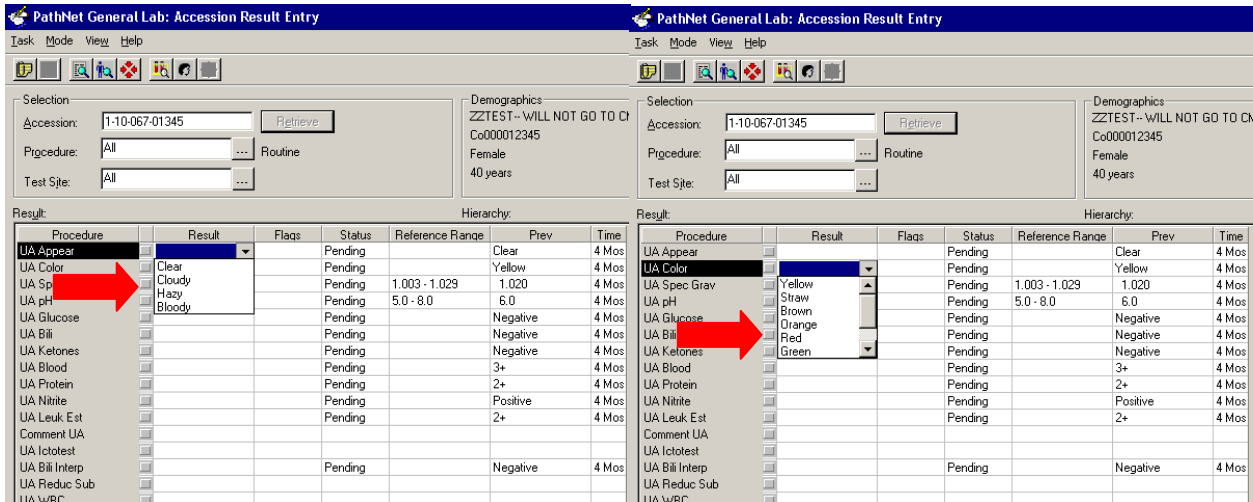 PathNet General Lab: Accession Result Entry
Task Mode View Help
Selection
Accession: 1-10-067-01345 Retrieve
Procedure: All ... Routine
Test Site: All ...
Demographics
ZZTEST-- WILL NOT GO TO
Co000012345
Female
40 years
Result: Hierarchy:
Procedure Result Flags Status Reference Range Prev Time
UA Appear Pending Clear 4 Mos
UA Color Clear Pending Yellow 4 Mos
UA Sp Cloudy Pending 1.003 - 1.029 1.020 4 Mos
UA pH Hazy Pending 5.0 - 8.0 6.0 4 Mos
UA Glucose Bloody Pending Negative 4 Mos
UA Bili Pending Negative 4 Mos
UA Ketones Pending Negative 4 Mos
UA Blood Pending 3+ 4 Mos
UA Protein Pending 2+ 4 Mos
UA Nitrite Pending Positive 4 Mos
UA Leuk Est Pending 2+ 4 Mos
Comment UA
UA Ictotest
UA Bili Interp Pending Negative 4 Mos
UA Reduc Sub
UA WBC
PathNet General Lab: Accession Result Entry
Task Mode View Help
Selection
Accession: 1-10-067-01345 Retrieve
Procedure: All ... Routine
Test Site: All ...
Demographics
ZZTEST-- WILL NOT GO TO
Co000012345
Female
40 years
Result: Hierarchy:
Procedure Result Flags Status Reference Range Prev Time
UA Appear Pending Clear 4 Mos
UA Color Pending Yellow 4 Mos
UA Spec Grav Yellow Pending 1.003 - 1.029 1.020 4 Mos
UA pH Straw Pending 5.0 - 8.0 6.0 4 Mos
UA Glucose Brown Pending Negative 4 Mos
UA Bili Orange Pending Negative 4 Mos
UA Ketones Red Pending Negative 4 Mos
UA Blood Green Pending 3+ 4 Mos
UA Protein Pending 2+ 4 Mos
UA Nitrite Pending Positive 4 Mos
UA Leuk Est Pending 2+ 4 Mos
Comment UA
UA Ictotest
UA Bili Interp Pending Negative 4 Mos
UA Reduc Sub
UA WBC